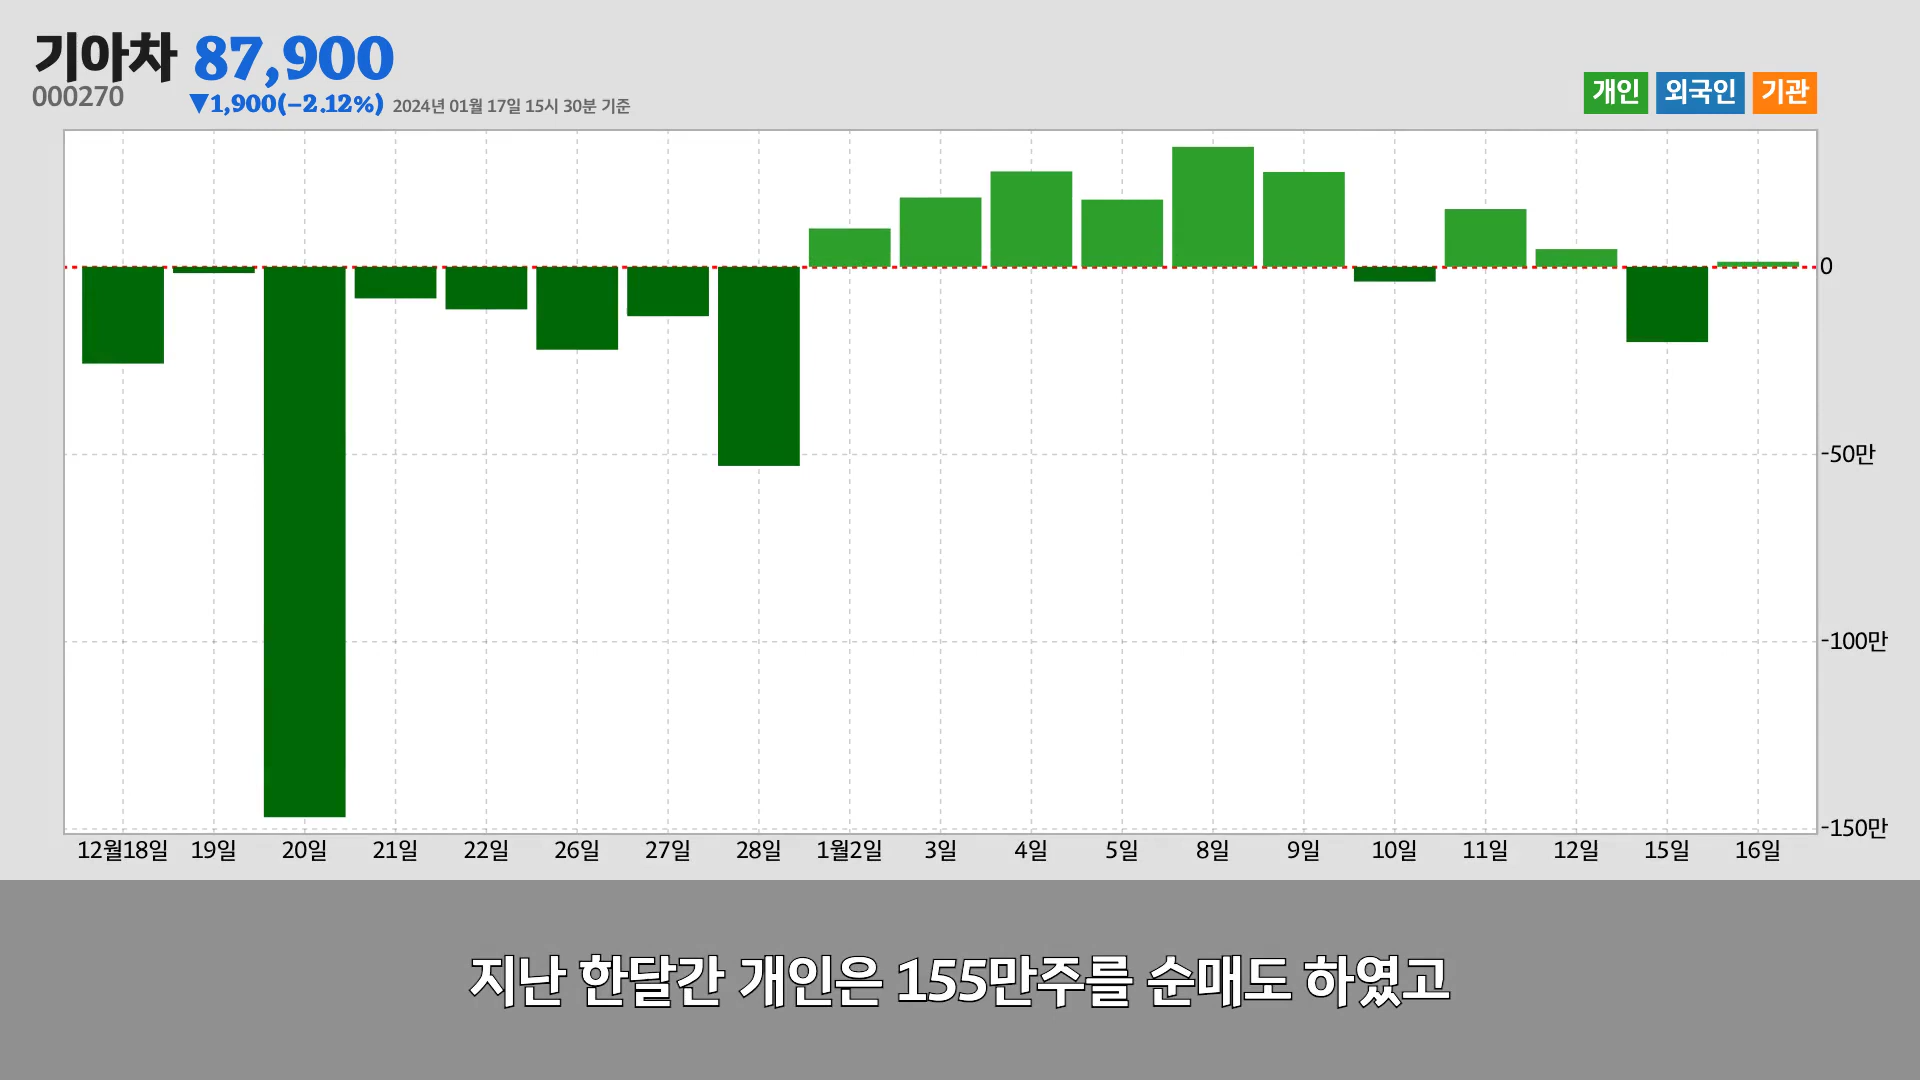 기아차 87,900
000270 ▼1,900(−2.12%) 2024년 01월 17일 15시 30분 기준
개인 외국인 기관
0
-50만
-100만
-150만
12월18일 19일 20일 21일 22일 26일 27일 28일 1월2일 3일 4일 5일 8일 9일 10일 11일 12일 15일 16일
지난 한달간 개인은 155만주를 순매도 하였고